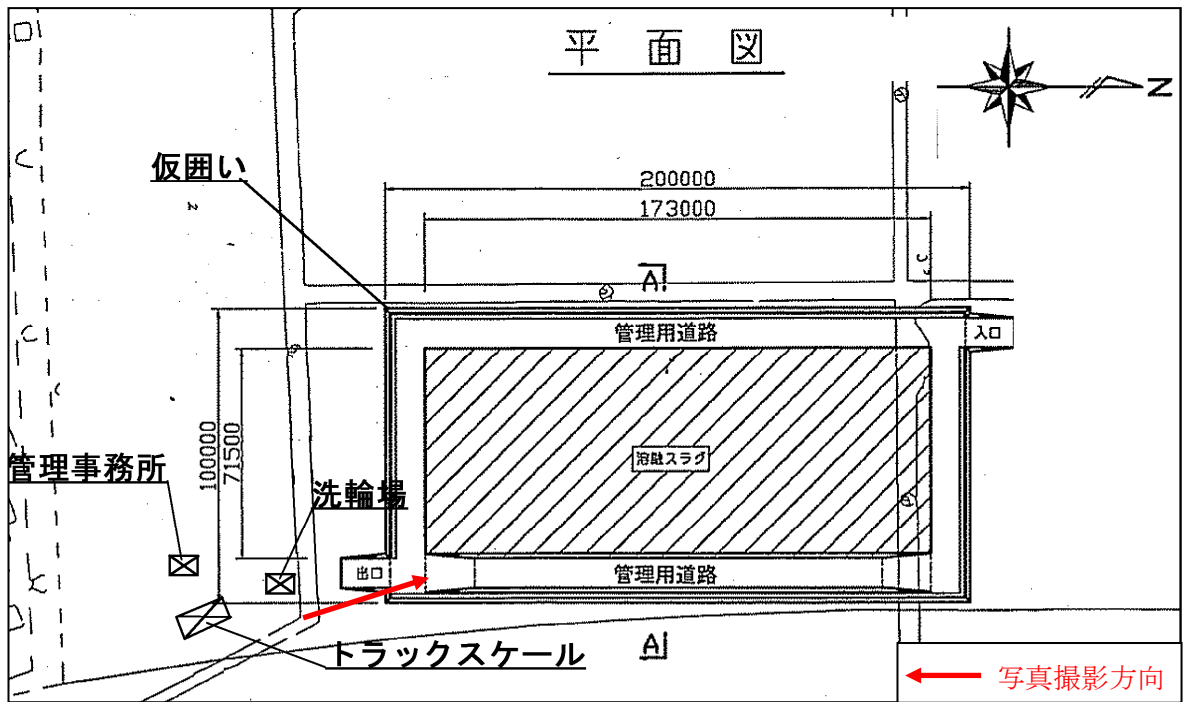 平面図
N
仮囲い
200000
173000
A
管理用道路
入口
100000
71500
溶融スラグ
管理事務所
洗輪場
出口
管理用道路
トラックスケール
A
写真撮影方向